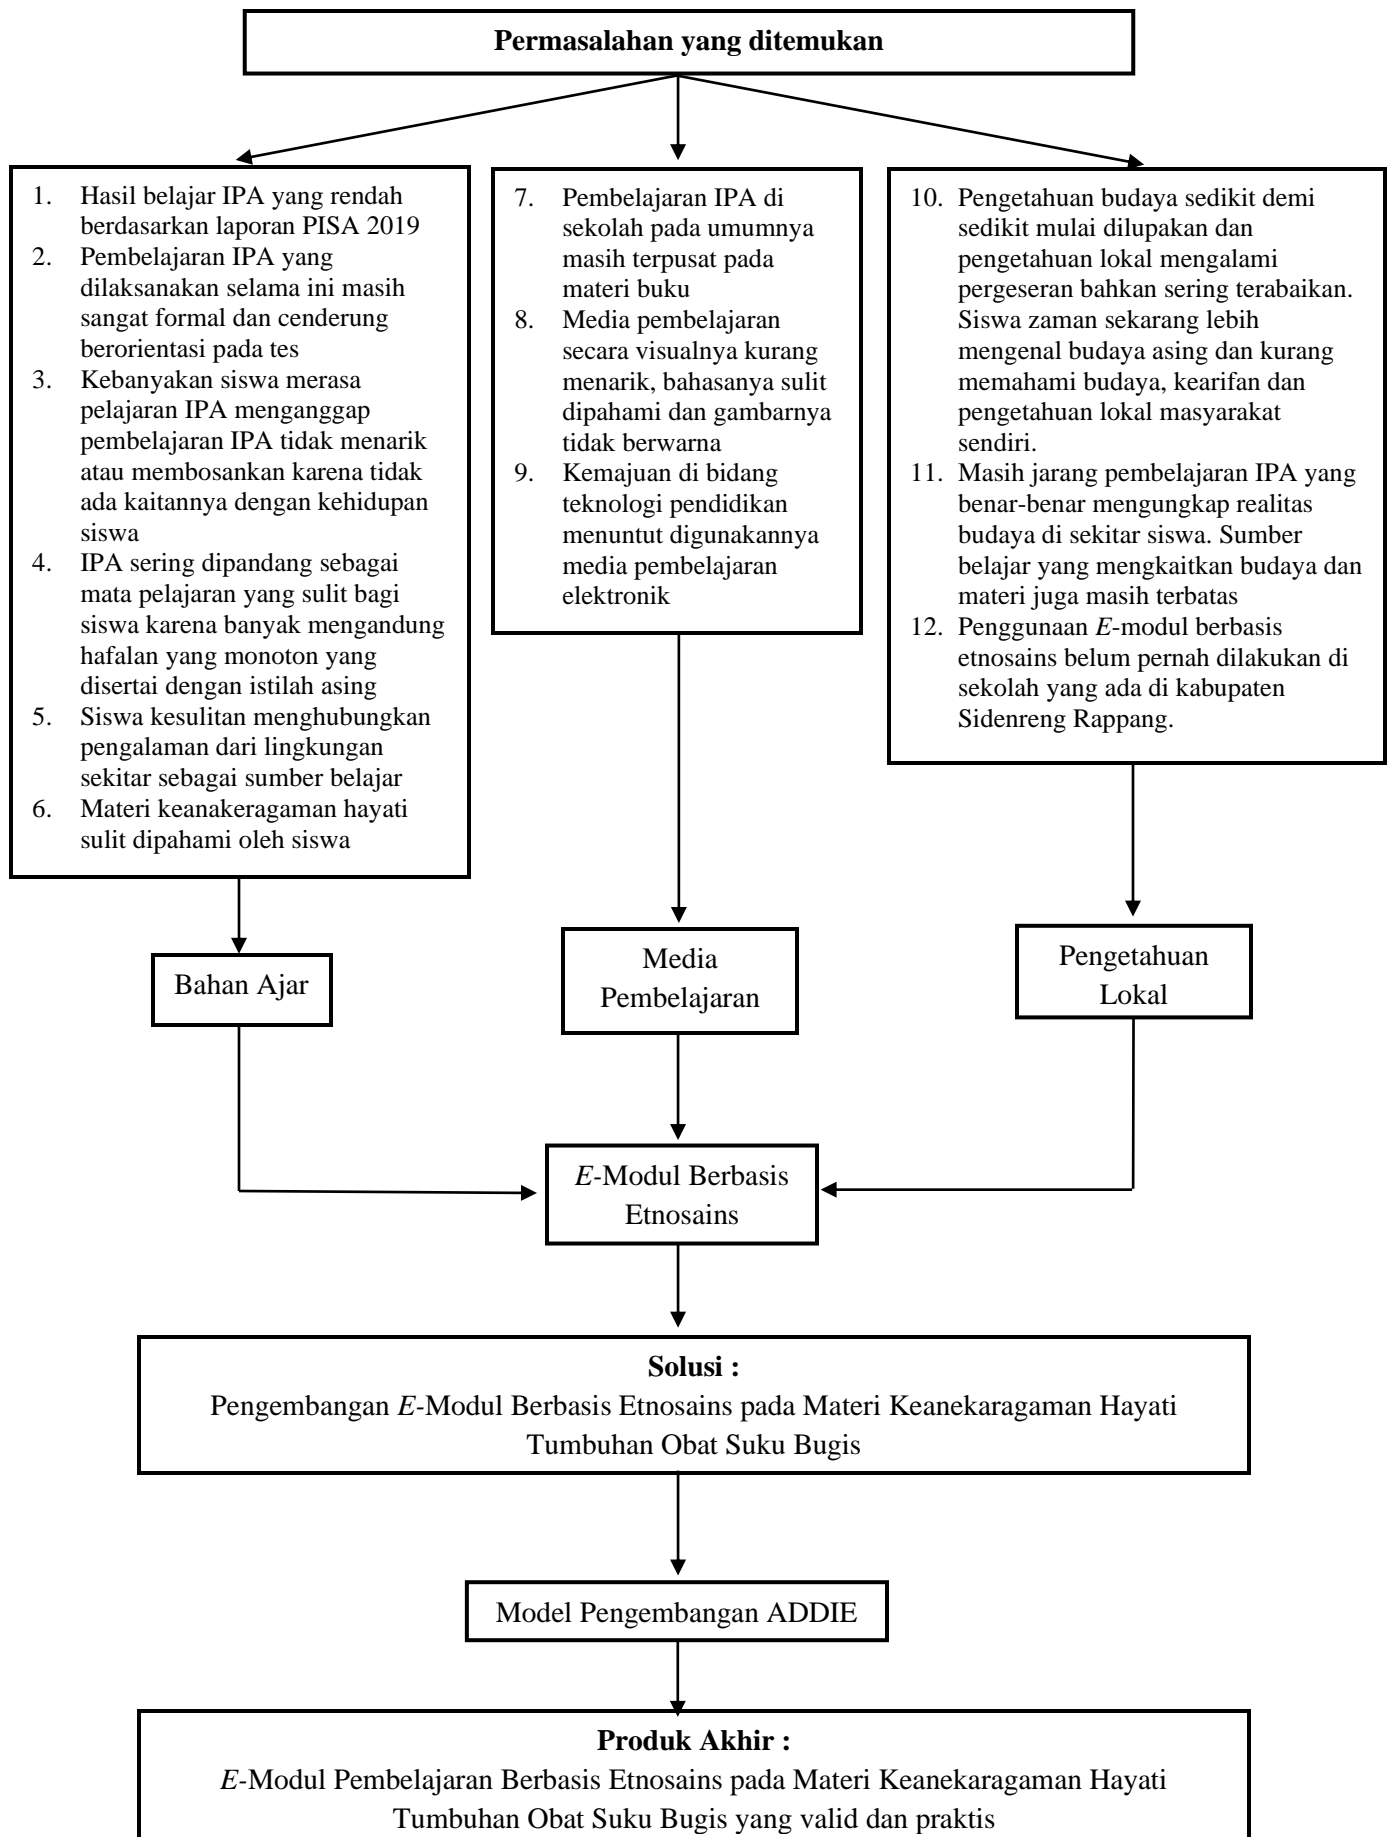 Permasalahan yang ditemukan
1. Hasil belajar IPA yang rendah
berdasarkan laporan PISA 2019
2. Pembelajaran IPA yang
dilaksanakan selama ini masih
sangat formal dan cenderung
berorientasi pada tes
3. Kebanyakan siswa merasa
pelajaran IPA menganggap
pembelajaran IPA tidak menarik
atau membosankan karena tidak
ada kaitannya dengan kehidupan
siswa
4. IPA sering dipandang sebagai
mata pelajaran yang sulit bagi
siswa karena banyak mengandung
hafalan yang monoton yang
disertai dengan istilah asing
5. Siswa kesulitan menghubungkan
pengalaman dari lingkungan
sekitar sebagai sumber belajar
6. Materi keanakeragaman hayati
sulit dipahami oleh siswa
7. Pembelajaran IPA di
sekolah pada umumnya
masih terpusat pada
materi buku
8. Media pembelajaran
secara visualnya kurang
menarik, bahasanya sulit
dipahami dan gambarnya
tidak berwarna
9. Kemajuan di bidang
teknologi pendidikan
menuntut digunakannya
media pembelajaran
elektronik
10. Pengetahuan budaya sedikit demi
sedikit mulai dilupakan dan
pengetahuan lokal mengalami
pergeseran bahkan sering terabaikan.
Siswa zaman sekarang lebih
mengenal budaya asing dan kurang
memahami budaya, kearifan dan
pengetahuan lokal masyarakat
sendiri.
11. Masih jarang pembelajaran IPA yang
benar-benar mengungkap realitas
budaya di sekitar siswa. Sumber
belajar yang mengkaitkan budaya dan
materi juga masih terbatas
12. Penggunaan E-modul berbasis
etnosains belum pernah dilakukan di
sekolah yang ada di kabupaten
Sidenreng Rappang.
Bahan Ajar
Media
Pembelajaran
Pengetahuan
Lokal
E-Modul Berbasis
Etnosains
Solusi :
Pengembangan E-Modul Berbasis Etnosains pada Materi Keanekaragaman Hayati
Tumbuhan Obat Suku Bugis
Model Pengembangan ADDIE
Produk Akhir :
E-Modul Pembelajaran Berbasis Etnosains pada Materi Keanekaragaman Hayati
Tumbuhan Obat Suku Bugis yang valid dan praktis